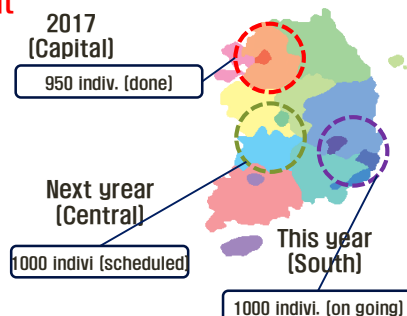 2017
(Capital)
950 indiv. (done)
Next yrear
(Central)
1000 indivi (scheduled)
This year
(South)
1000 indivi. (on going)